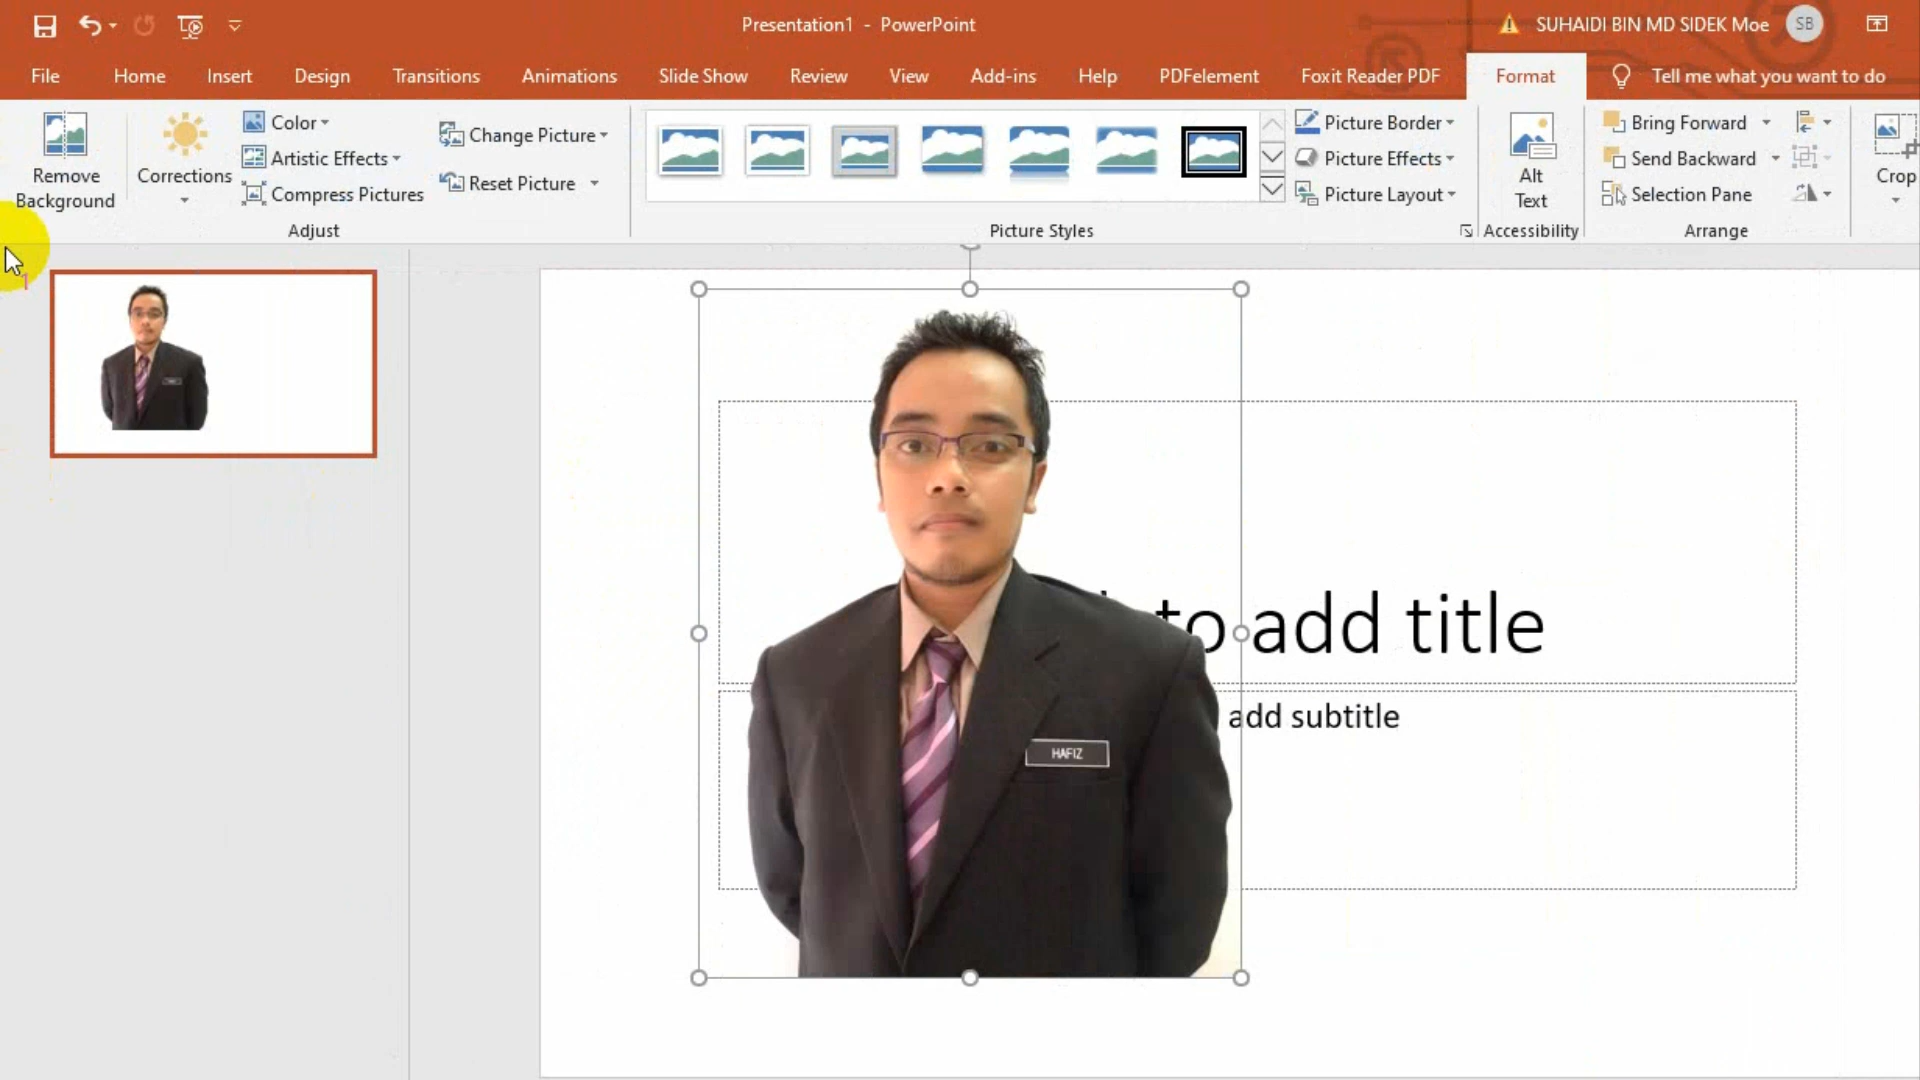 Presentation1 - PowerPoint
SUHAIDI BIN MD SIDEK Moe
SB
File
Home
Insert
Design
Transitions
Animations
Slide Show
Review
View
Add-ins
Help
PDFelement
Foxit Reader PDF
Format
Tell me what you want to do
Remove
Background
Corrections
Color
Artistic Effects
Compress Pictures
Change Picture
Reset Picture
Adjust
Picture Styles
Picture Border
Picture Effects
Picture Layout
Alt
Text
Accessibility
Bring Forward
Send Backward
Selection Pane
Arrange
Crop
1
to add title
add subtitle
HAFIZ